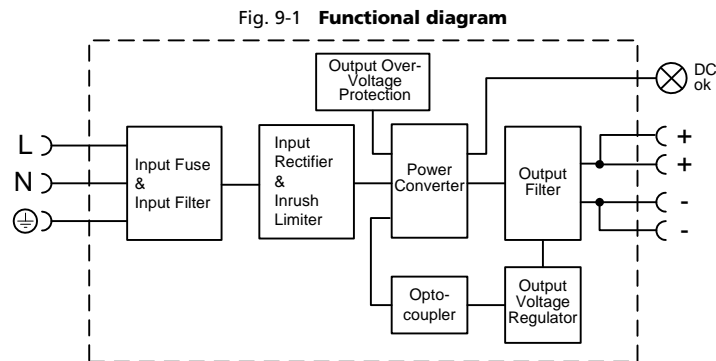 Fig. 9-1 Functional diagram
Output Over-
Voltage
Protection
DC
ok
L
N
Input Fuse
&
Input Filter
Input
Rectifier
&
Inrush
Limiter
Power
Converter
Output
Filter
+
+
-
-
Opto-
coupler
Output
Voltage
Regulator